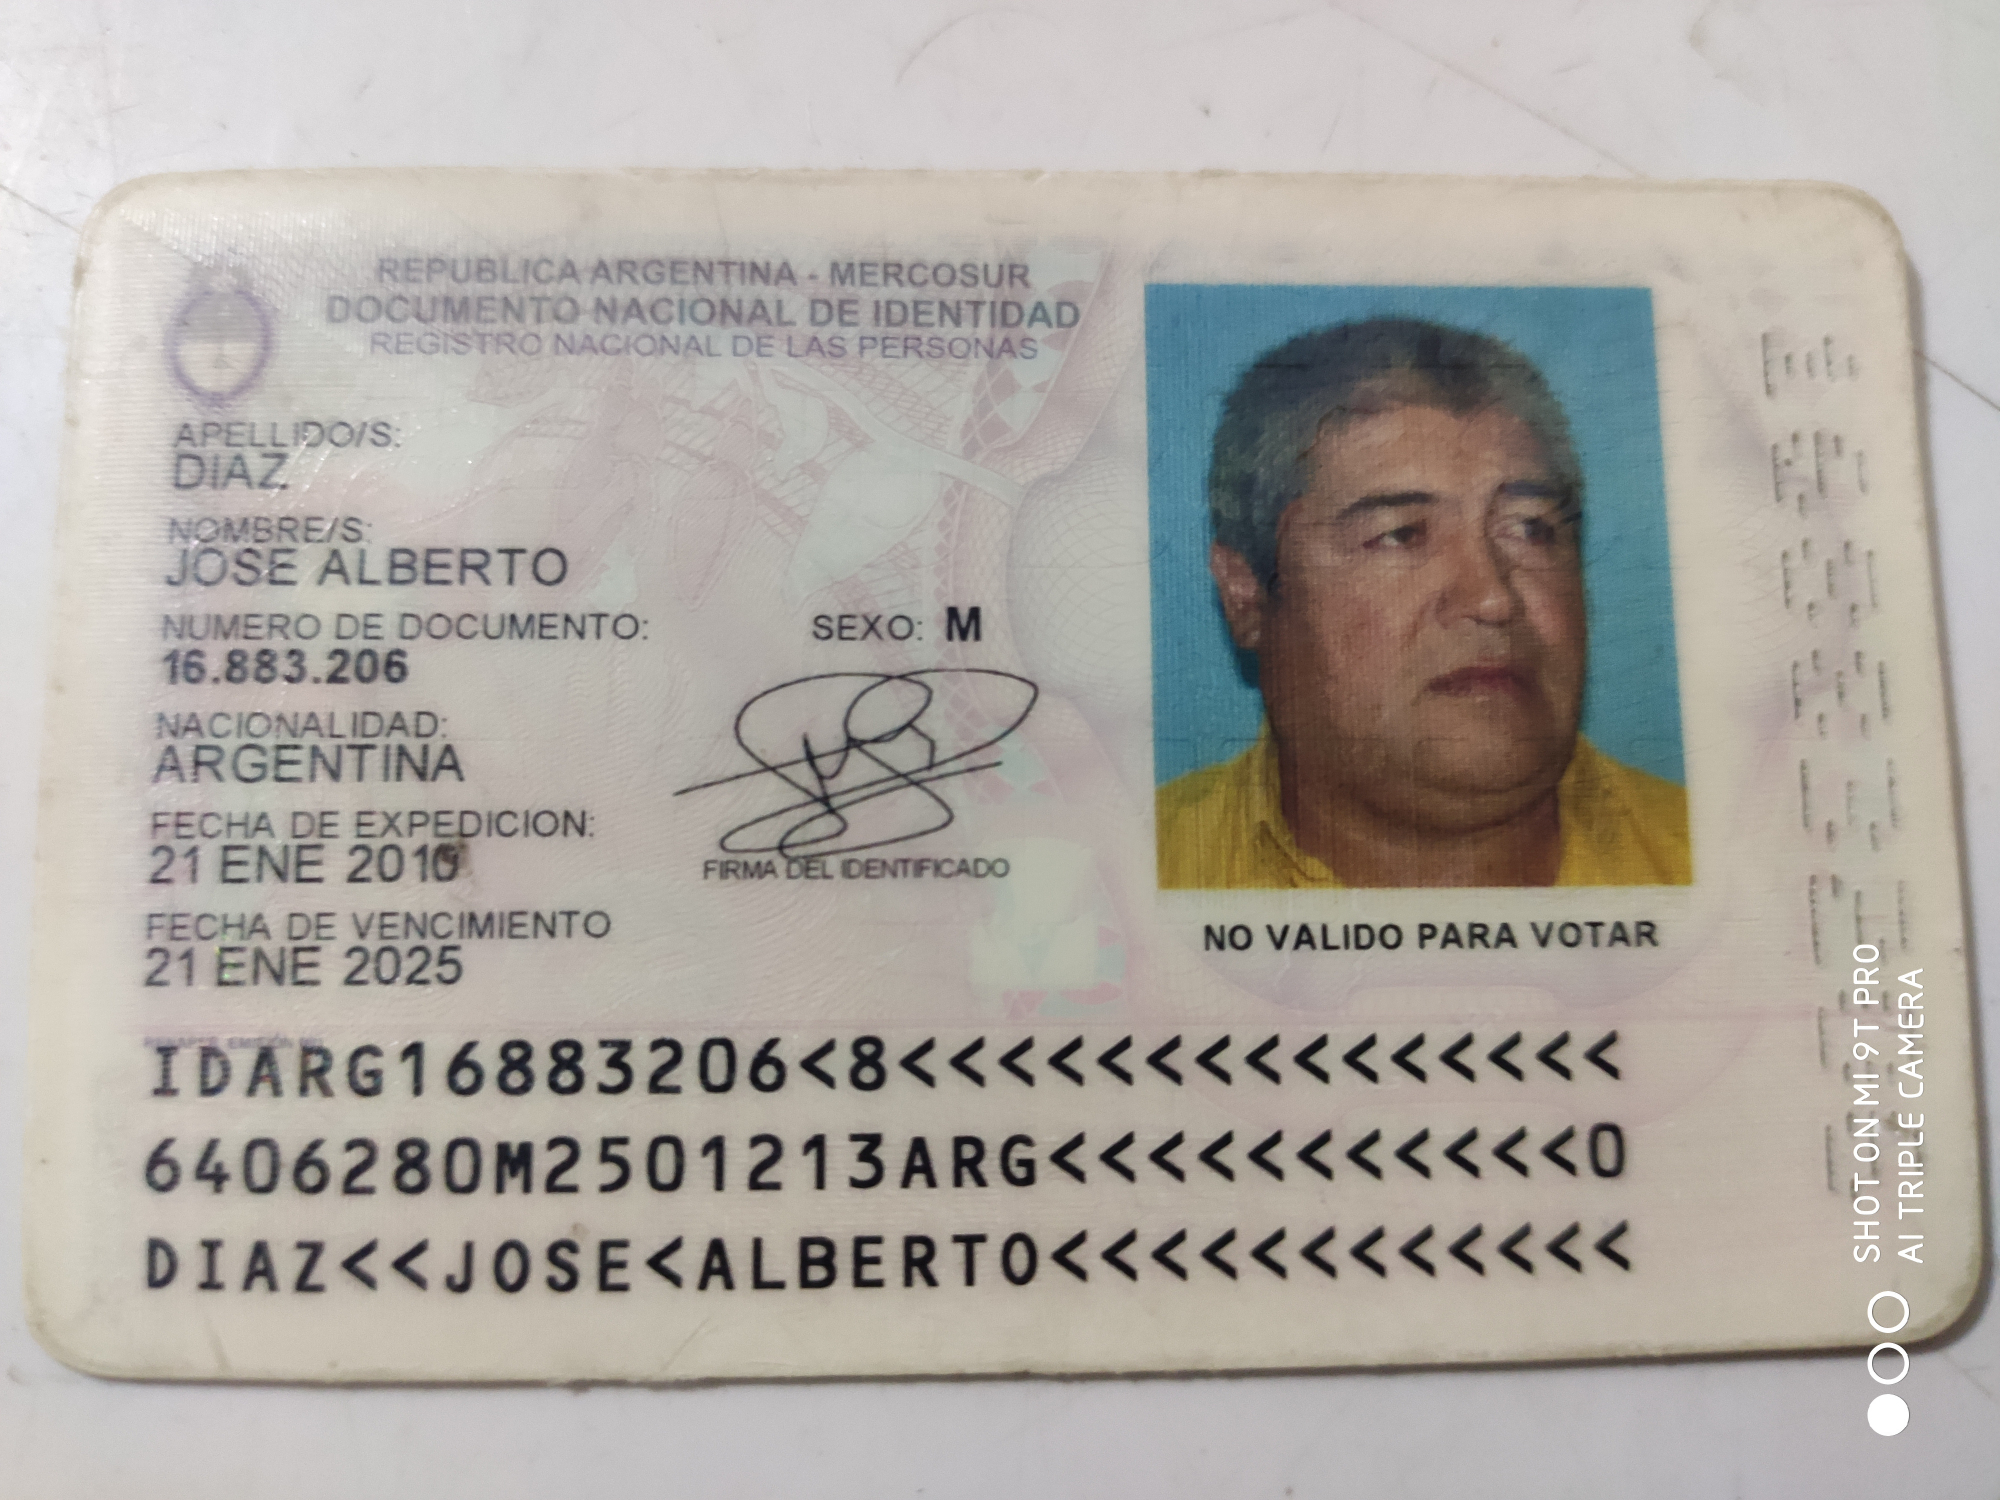 REPUBLICA ARGENTINA - MERCOSUR
DOCUMENTO NACIONAL DE IDENTIDAD
REGISTRO NACIONAL DE LAS PERSONAS
APELLIDO/S:
DIAZ
NOMBRE/S:
JOSE ALBERTO
NUMERO DE DOCUMENTO:
16.883.206
SEXO: M
NACIONALIDAD:
ARGENTINA
FECHA DE EXPEDICION:
21 ENE 2010
FECHA DE VENCIMIENTO
21 ENE 2025
FIRMA DEL IDENTIFICADO
NO VALIDO PARA VOTAR
IDARG16883206<8<<<<<<<<<<<<<<<
6406280M2501213ARG<<<<<<<<<<<0
DIAZ<<JOSE<ALBERTO<<<<<<<<<<<<
SHOT ON MI 9T PRO
AI TRIPLE CAMERA